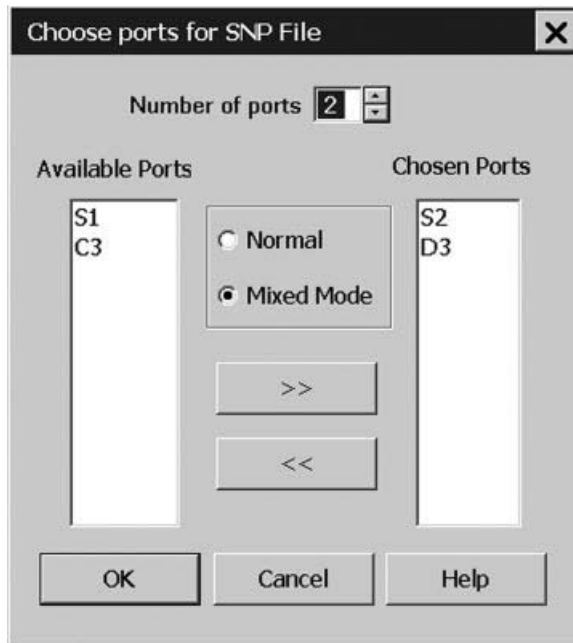 Choose ports for SNP File
Number of ports 2
Available Ports
Chosen Ports
S1
C3
Normal
Mixed Mode
S2
D3
>>
<<
OK
Cancel
Help